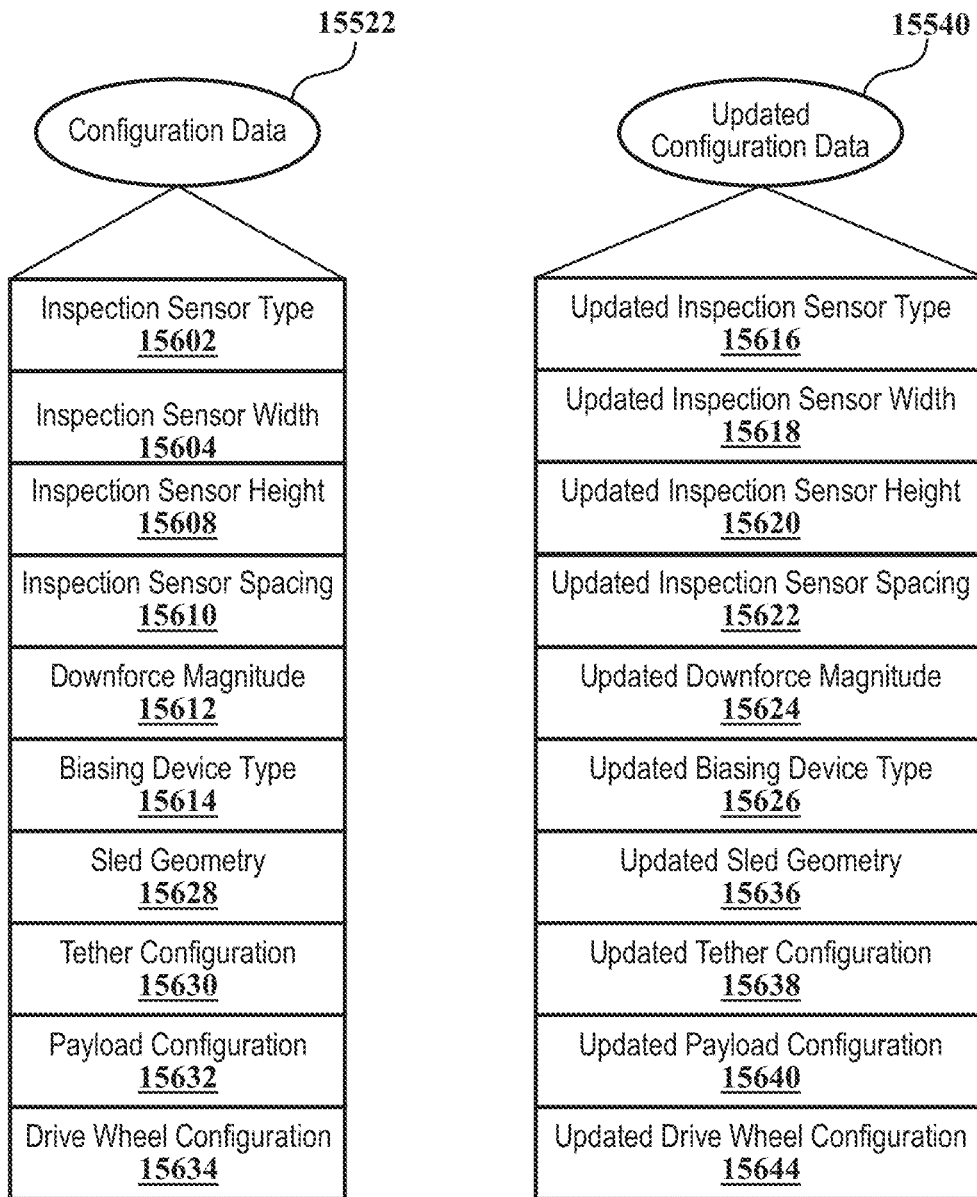 15522
Configuration Data
Inspection Sensor Type
15602
Inspection Sensor Width
15604
Inspection Sensor Height
15608
Inspection Sensor Spacing
15610
Downforce Magnitude
15612
Biasing Device Type
15614
Sled Geometry
15628
Tether Configuration
15630
Payload Configuration
15632
Drive Wheel Configuration
15634
15540
Updated
Configuration Data
Updated Inspection Sensor Type
15616
Updated Inspection Sensor Width
15618
Updated Inspection Sensor Height
15620
Updated Inspection Sensor Spacing
15622
Updated Downforce Magnitude
15624
Updated Biasing Device Type
15626
Updated Sled Geometry
15636
Updated Tether Configuration
15638
Updated Payload Configuration
15640
Updated Drive Wheel Configuration
15644